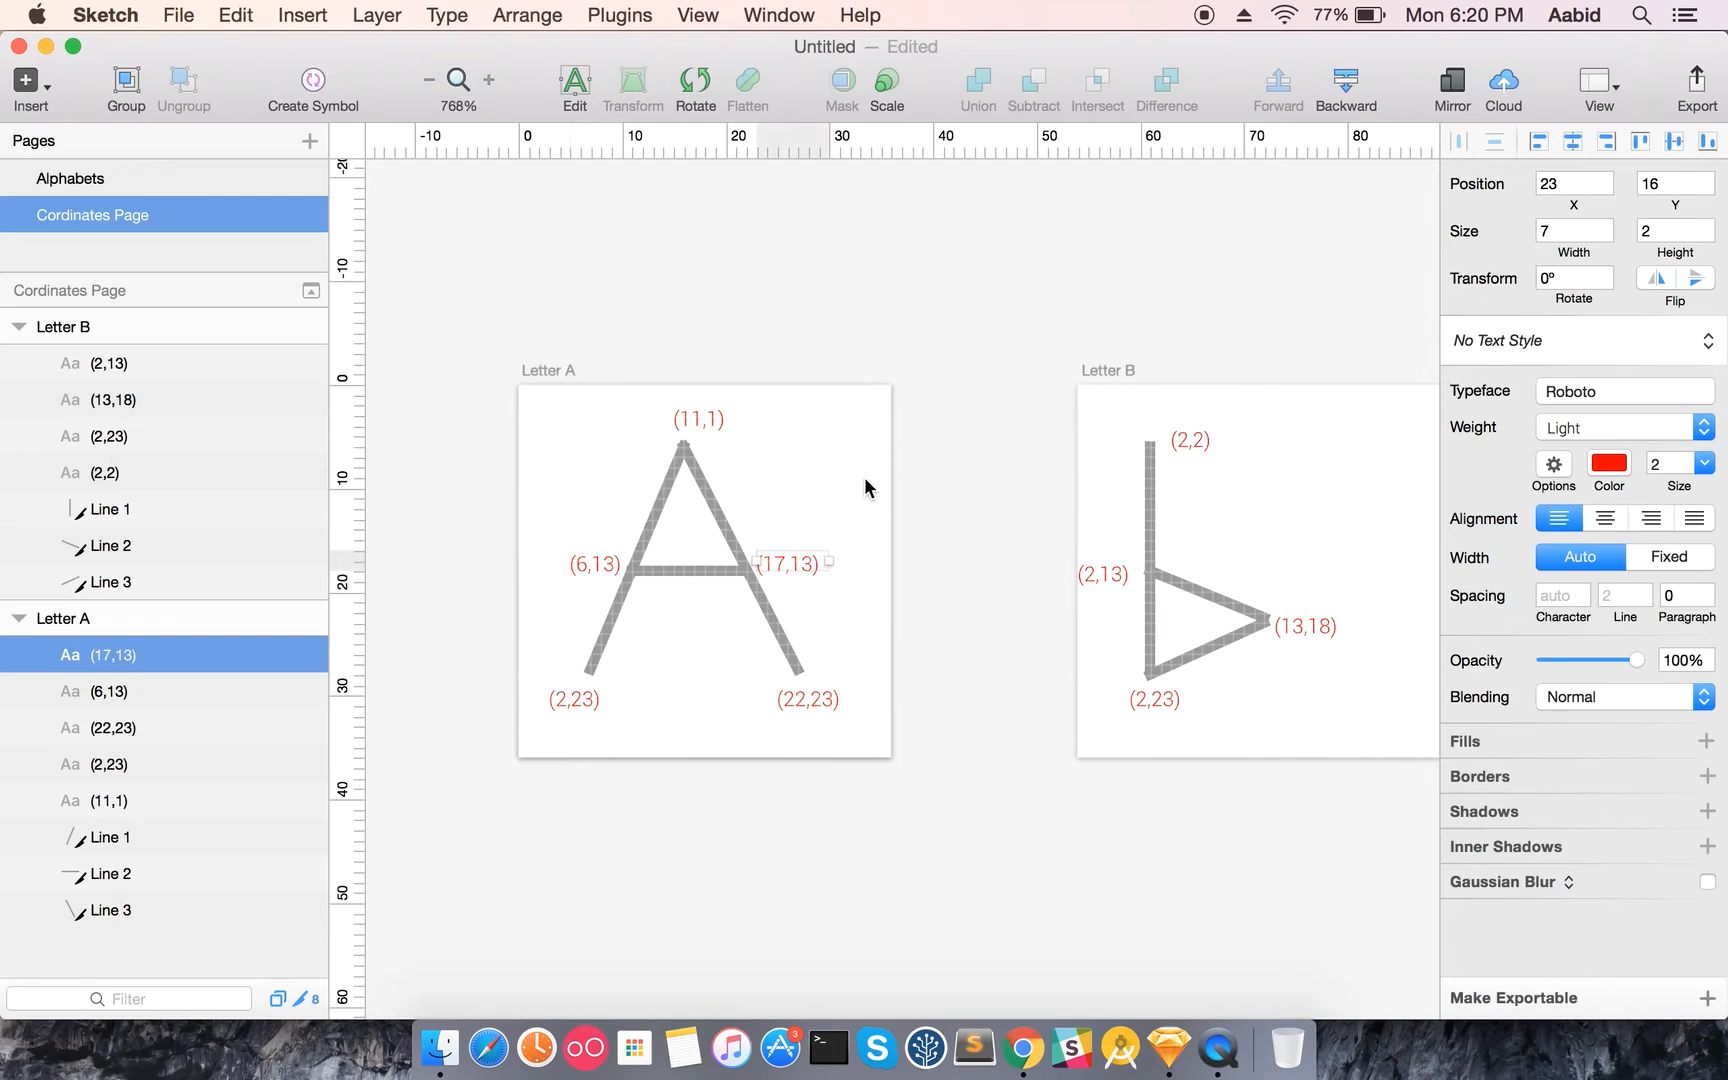 Sketch File Edit Insert Layer Type Arrange Plugins View Window Help 77% Mon 6:20 PM Aabid
Untitled — Edited
Insert Group Ungroup Create Symbol 768% Edit Transform Rotate Flatten Mask Scale Union Subtract Intersect Difference Forward Backward Mirror Cloud View Export
Pages
Alphabets
Cordinates Page
Cordinates Page
Letter B
Aa (2,13)
Aa (13,18)
Aa (2,23)
Aa (2,2)
Line 1
Line 2
Line 3
Letter A
Aa (17,13)
Aa (6,13)
Aa (22,23)
Aa (2,23)
Aa (11,1)
Line 1
Line 2
Line 3
Filter 8
-10 0 10 20 30 40 50 60 70 80
-10
0
10
20
30
40
50
60
Letter A
(11,1)
(6,13) (17,13)
(2,23) (22,23)
Letter B
(2,2)
(2,13)
(13,18)
(2,23)
Position 23 16
X Y
Size 7 2
Width Height
Transform 0º
Rotate Flip
No Text Style
Typeface Roboto
Weight Light
2
Options Color Size
Alignment
Width Auto Fixed
Spacing auto 2 0
Character Line Paragraph
Opacity 100%
Blending Normal
Fills
Borders
Shadows
Inner Shadows
Gaussian Blur
Make Exportable
3